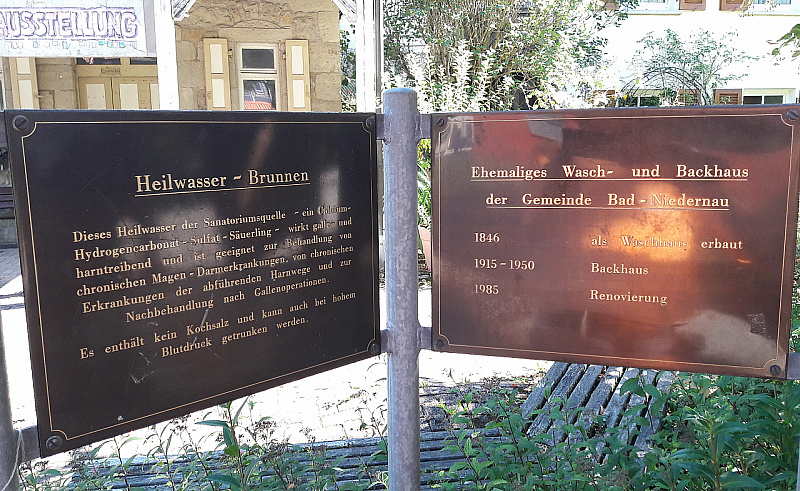 AUSSTELLUNG
Heilwasser - Brunnen
Dieses Heilwasser der Sanatoriumsquelle - ein Calcium-
Hydrogencarbonat - Sulfat - Säuerling - wirkt galle- und
harntreibend und ist geeignet zur Behandlung von
chronischen Magen - Darmerkrankungen, von chronischen
Erkrankungen der abführenden Harnwege und zur
Nachbehandlung nach Gallenoperationen.
Es enthält kein Kochsalz und kann auch bei hohem
Blutdruck getrunken werden.
Ehemaliges Wasch- und Backhaus
der Gemeinde Bad - Niedernau
1846 als Waschhaus erbaut
1915 - 1950 Backhaus
1985 Renovierung